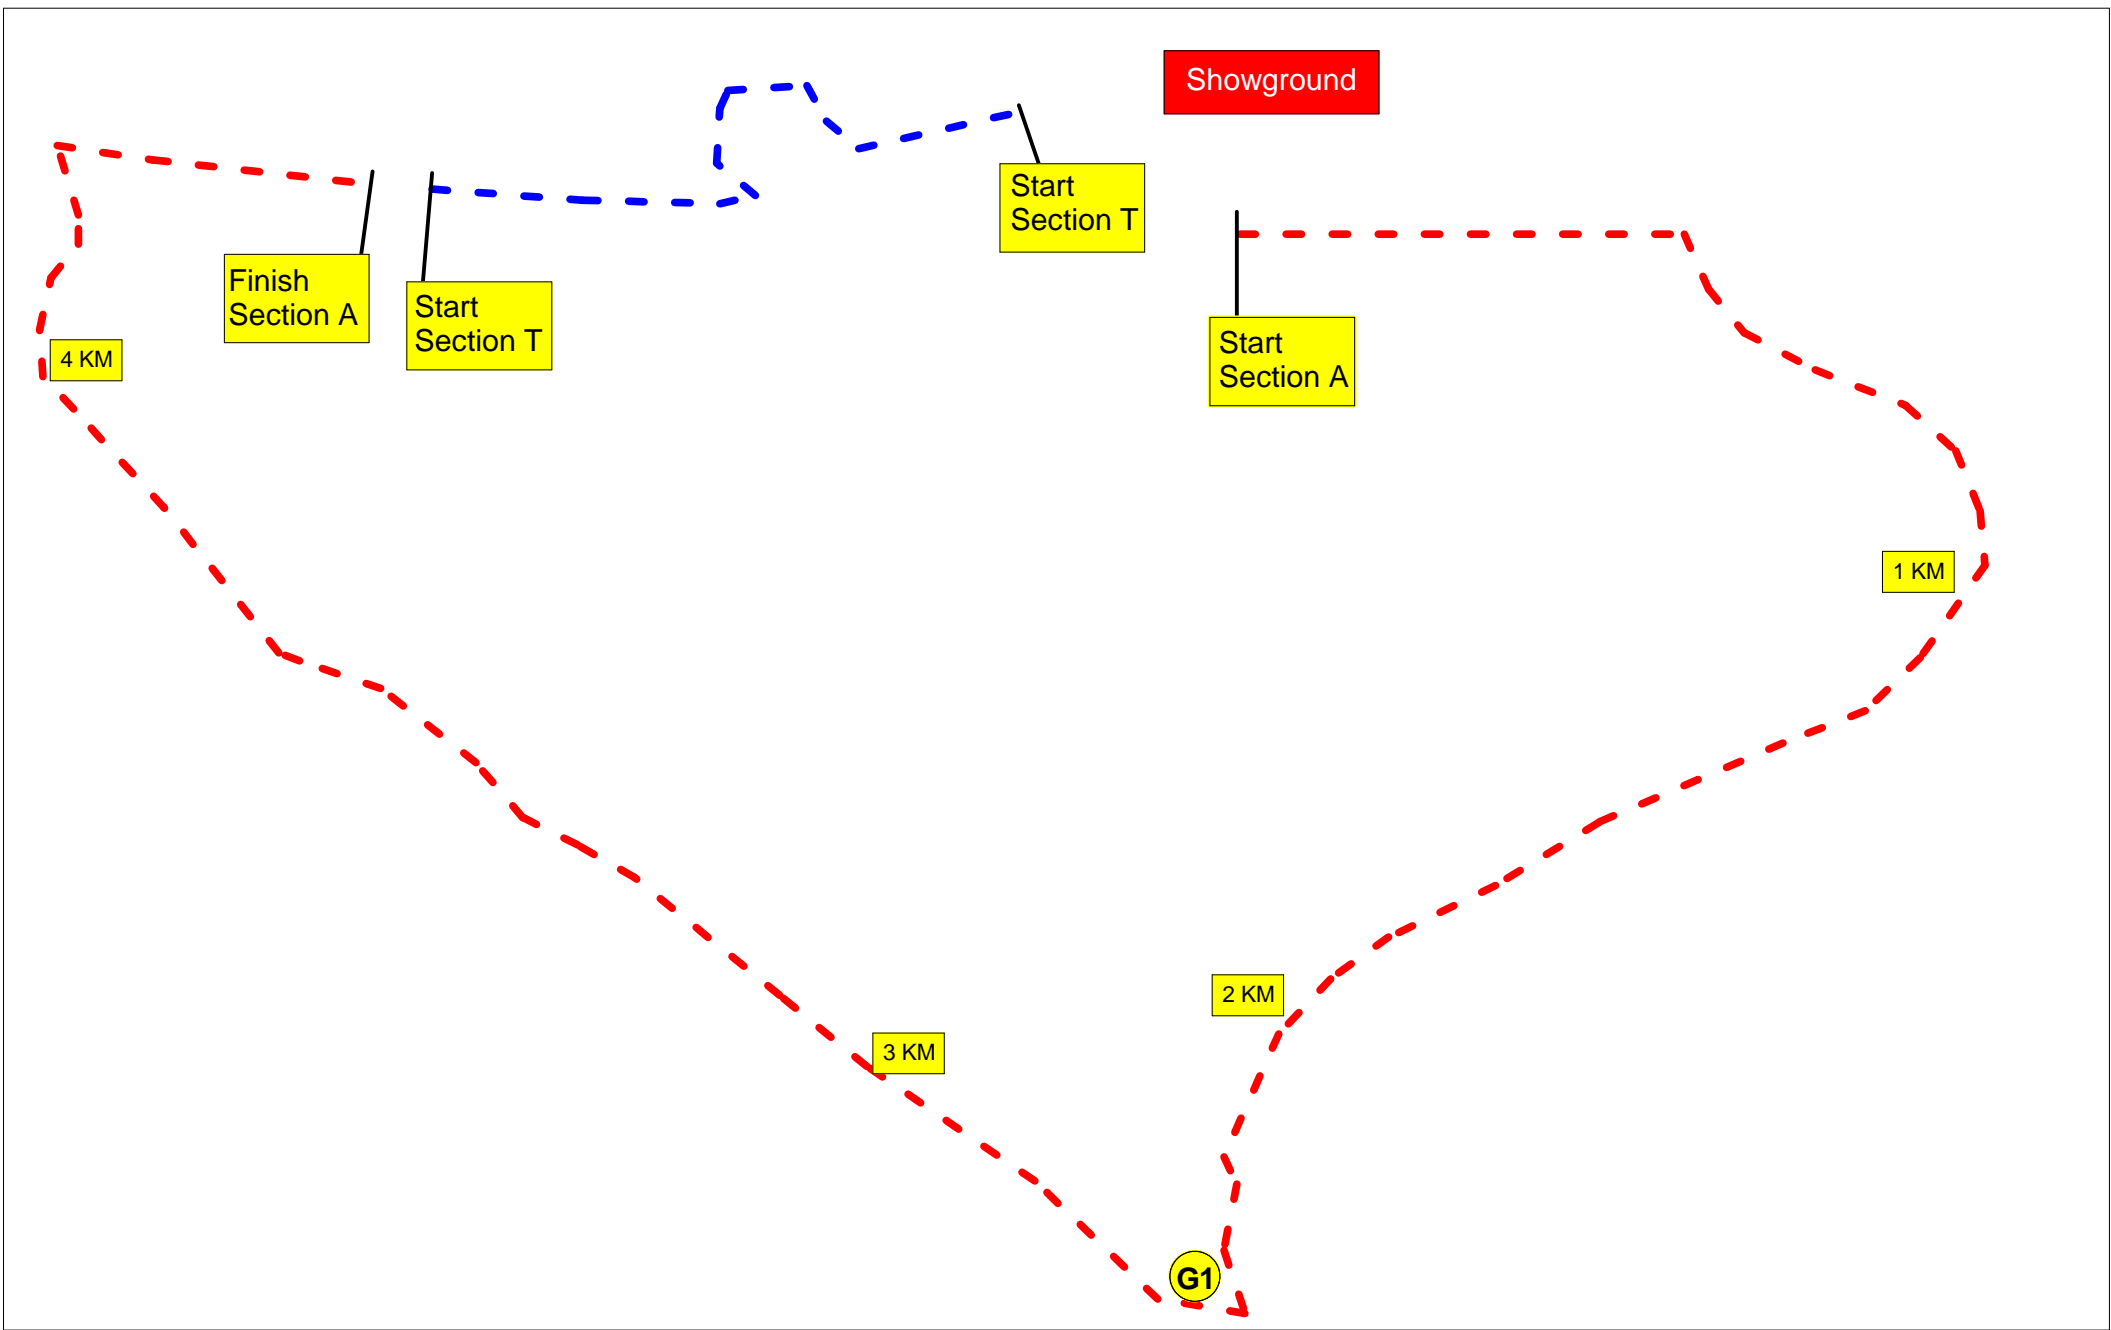 Showground
Start
Section T
Finish
Section A
Start
Section T
Start
Section A
4 KM
1 KM
2 KM
3 KM
G1